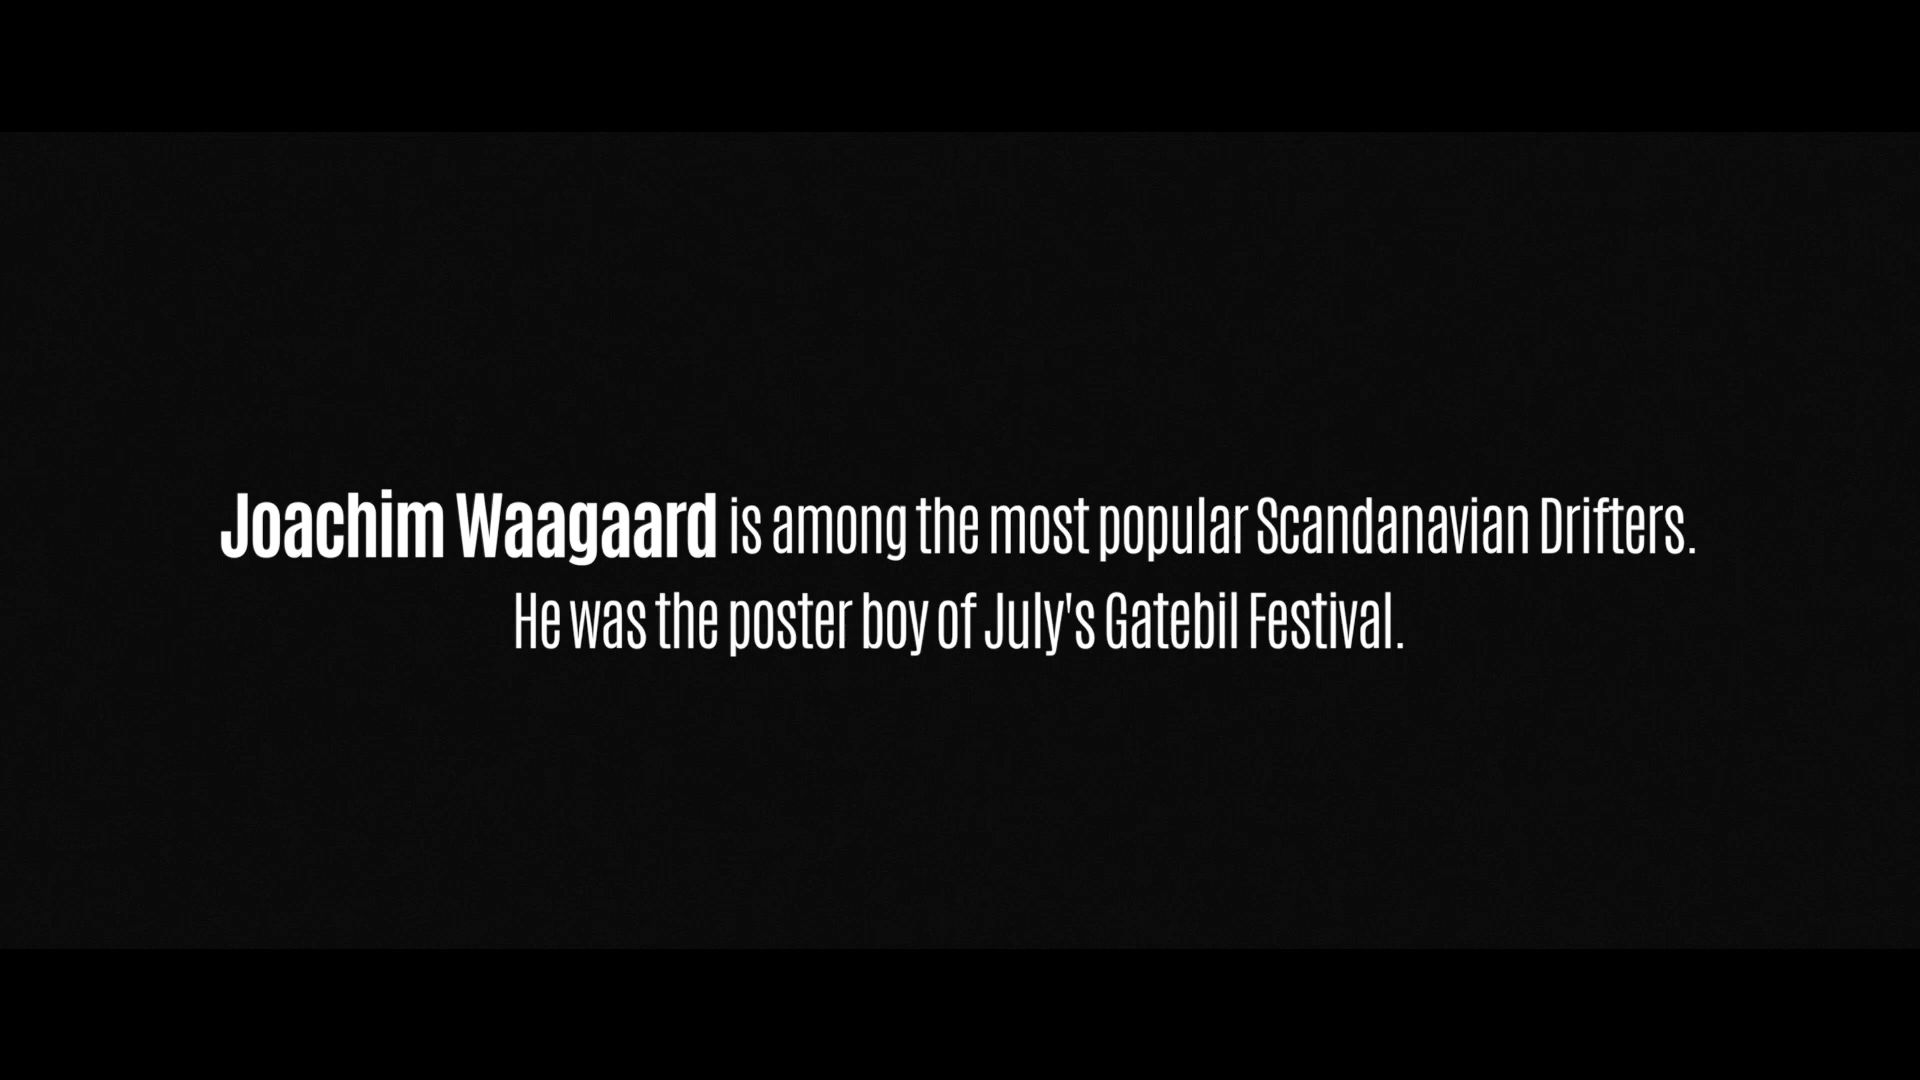 Joachim Waagaard is among the most popular Scandanavian Drifters.
He was the poster boy of July's Gatebil Festival.